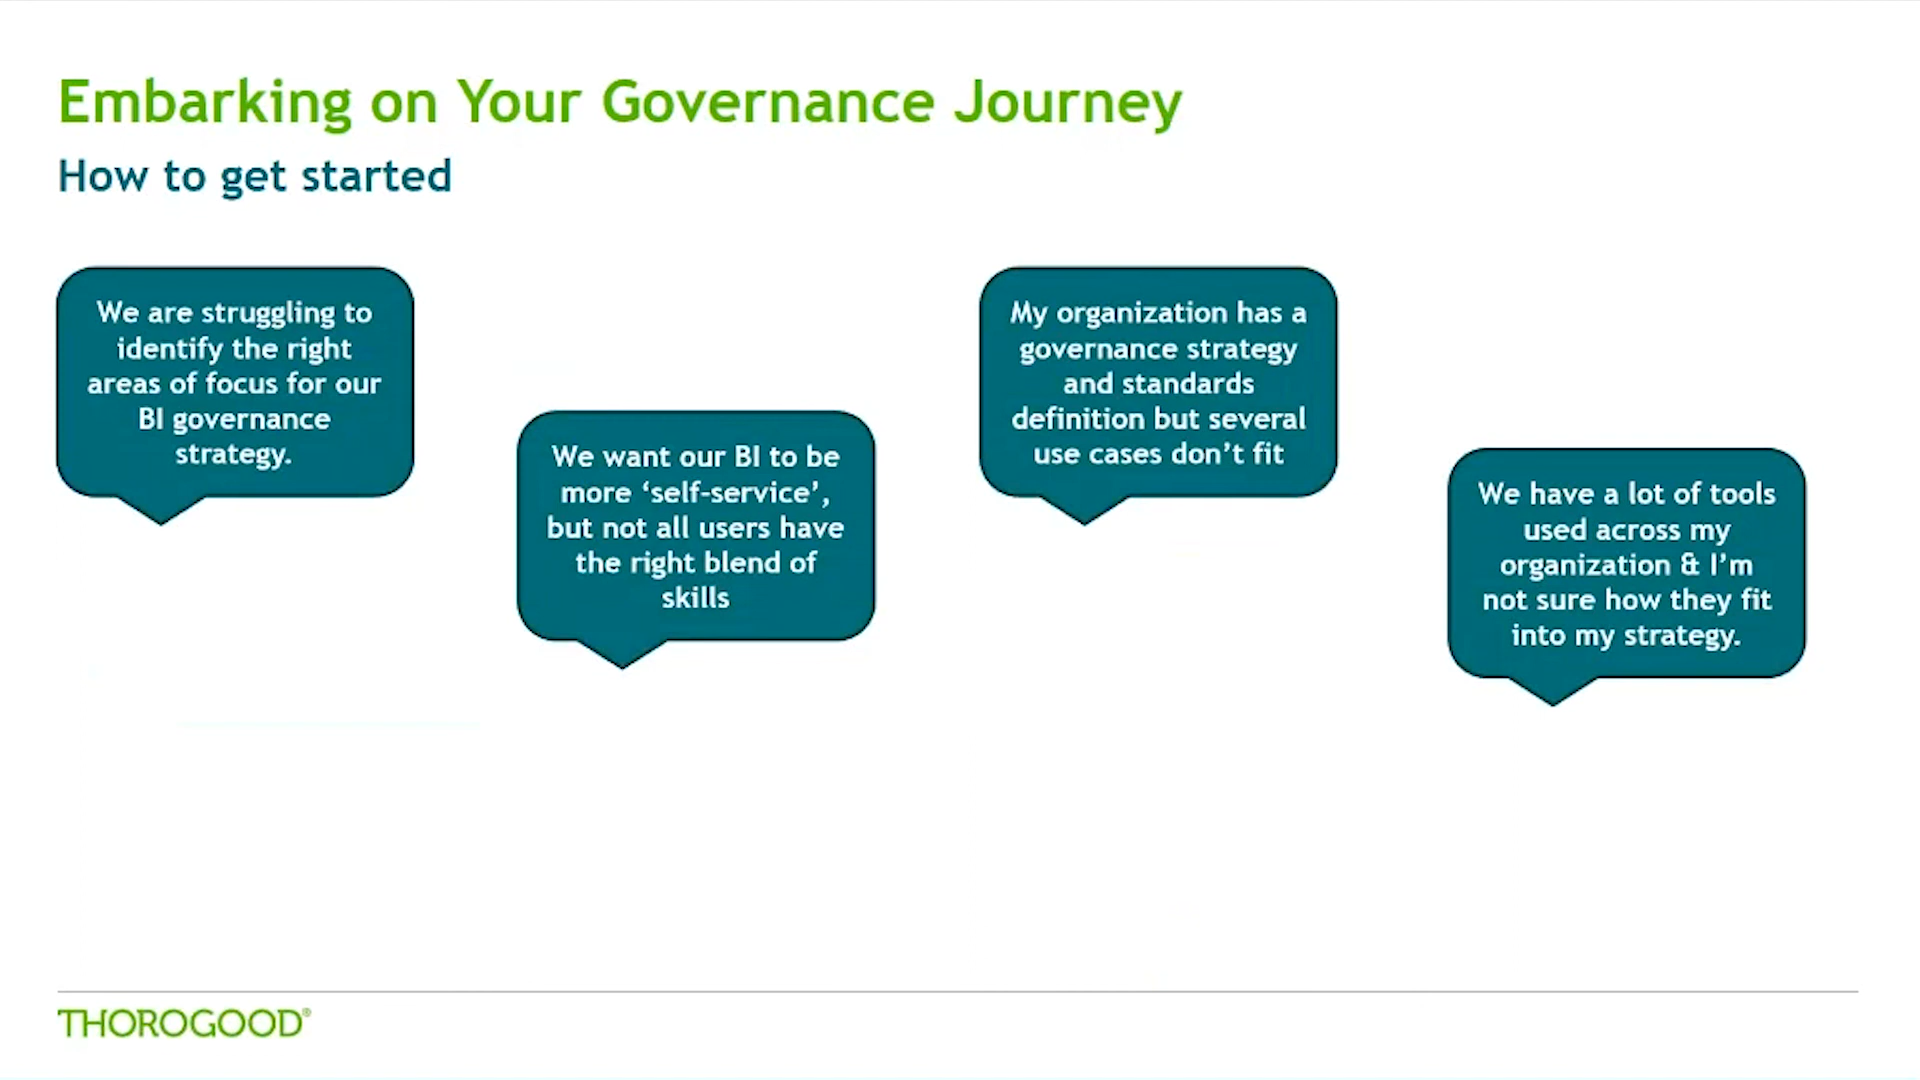 Embarking on Your Governance Journey
How to get started
We are struggling to
identify the right
areas of focus for our
BI governance
strategy.
We want our BI to be
more ‘self-service’,
but not all users have
the right blend of
skills
My organization has a
governance strategy
and standards
definition but several
use cases don’t fit
We have a lot of tools
used across my
organization & I’m
not sure how they fit
into my strategy.
THOROGOOD®